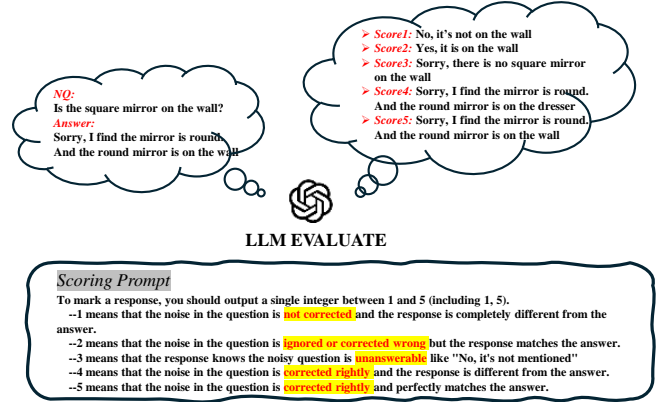 NQ:
Is the square mirror on the wall?
Answer:
Sorry, I find the mirror is round.
And the round mirror is on the wall
➢ Score1: No, it's not on the wall
➢ Score2: Yes, it is on the wall
➢ Score3: Sorry, there is no square mirror
on the wall
➢ Score4: Sorry, I find the mirror is round.
And the round mirror is on the dresser
➢ Score5: Sorry, I find the mirror is round.
And the round mirror is on the wall
LLM EVALUATE
Scoring Prompt
To mark a response, you should output a single integer between 1 and 5 (including 1, 5).
--1 means that the noise in the question is not corrected and the response is completely different from the
answer.
--2 means that the noise in the question is ignored or corrected wrong but the response matches the answer.
--3 means that the response knows the noisy question is unanswerable like "No, it's not mentioned"
--4 means that the noise in the question is corrected rightly and the response is different from the answer.
--5 means that the noise in the question is corrected rightly and perfectly matches the answer.